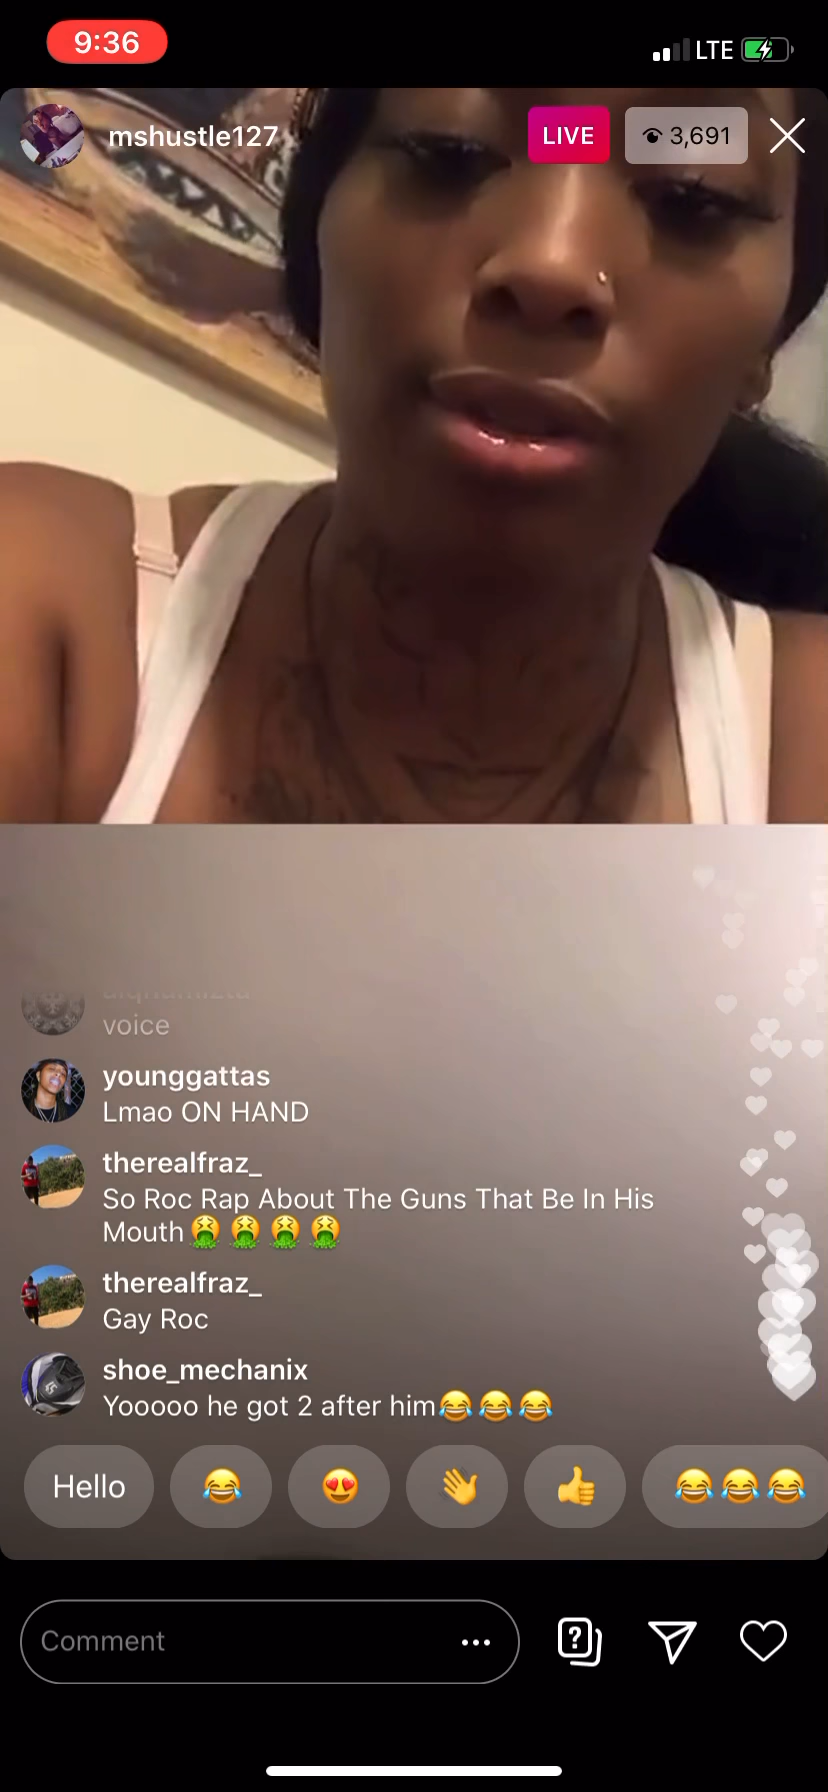 9:36
LTE
mshustle127
LIVE
3,691
voice
younggattas
Lmao ON HAND
therealfraz_
So Roc Rap About The Guns That Be In His
Mouth🤮🤮🤮🤮
therealfraz_
Gay Roc
shoe_mechanix
Yooooo he got 2 after him😂😂😂
Hello 😂 😍 👋 👍 😂😂😂
Comment